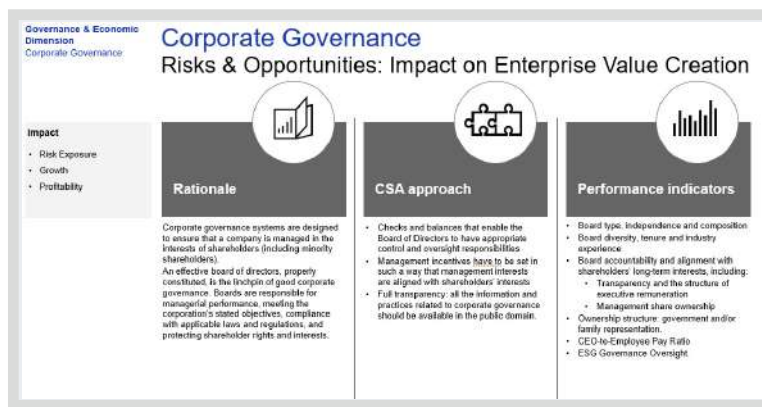 Governance & Economic
Dimension
Corporate Governance
Corporate Governance
Risks & Opportunities: Impact on Enterprise Value Creation
Impact
• Risk Exposure
• Growth
• Profitability
Rationale
Corporate governance systems are designed
to ensure that a company is managed in the
interests of shareholders (including minority
shareholders).
An effective board of directors, properly
constituted, is the linchpin of good corporate
governance. Boards are responsible for
managerial performance, meeting the
corporation's stated objectives, compliance
with applicable laws and regulations, and
protecting shareholder rights and interests.
CSA approach
• Checks and balances that enable the
Board of Directors to have appropriate
control and oversight responsibilities
• Management incentives have to be set in
such a way that management interests
are aligned with shareholders' interests
• Full transparency: all the information and
practices related to corporate governance
should be available in the public domain.
Performance indicators
• Board type, independence and composition
• Board diversity, tenure and industry
experience
• Board accountability and alignment with
shareholders' long-term interests, including:
• Transparency and the structure of
executive remuneration
• Management share ownership
• Ownership structure: government and/or
family representation.
• CEO-to-Employee Pay Ratio
• ESG Governance Oversight